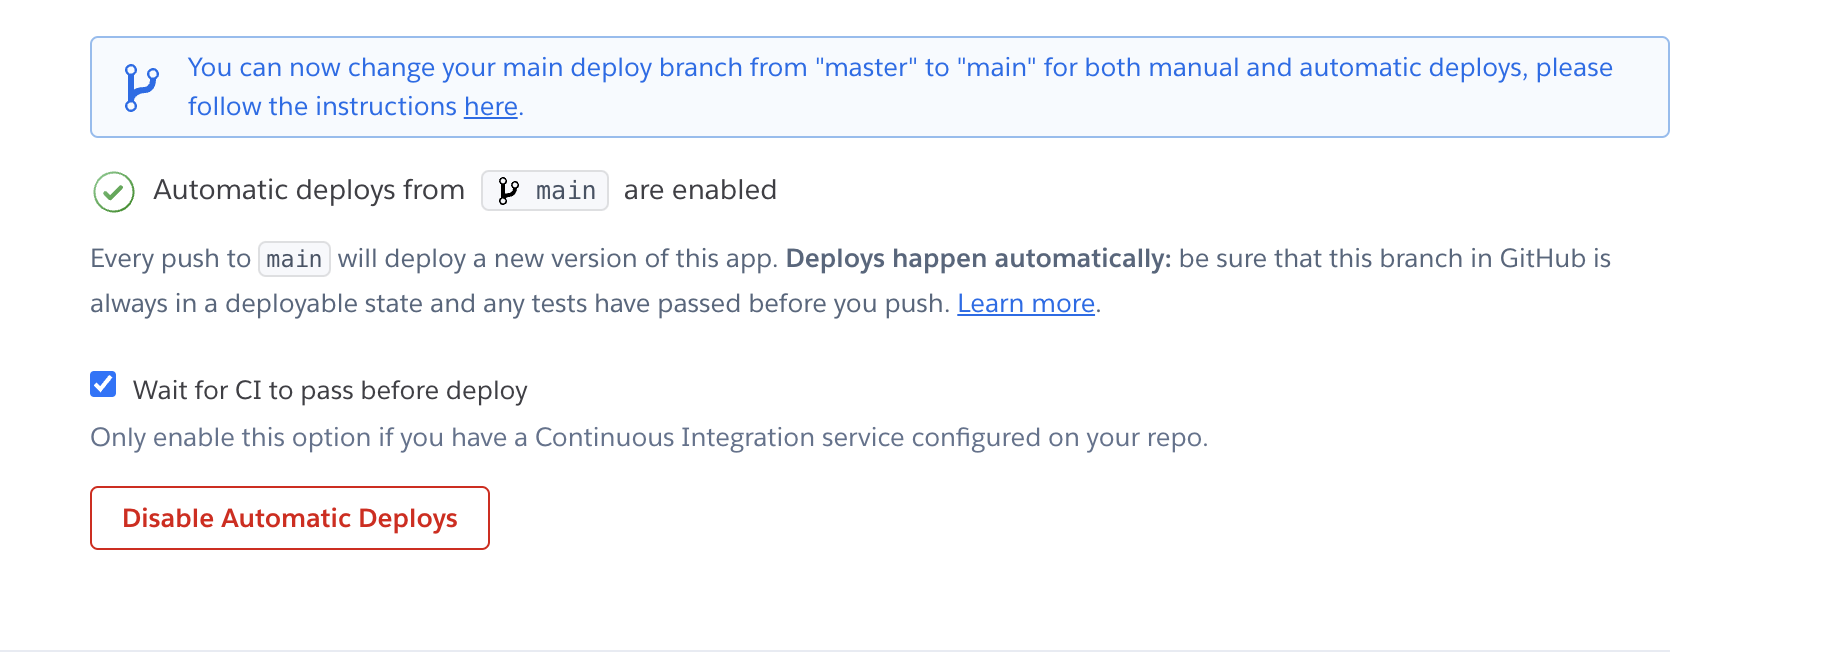 You can now change your main deploy branch from "master" to "main" for both manual and automatic deploys, please
follow the instructions here.
Automatic deploys from main are enabled
Every push to main will deploy a new version of this app. Deploys happen automatically: be sure that this branch in GitHub is
always in a deployable state and any tests have passed before you push. Learn more.
Wait for CI to pass before deploy
Only enable this option if you have a Continuous Integration service configured on your repo.
Disable Automatic Deploys